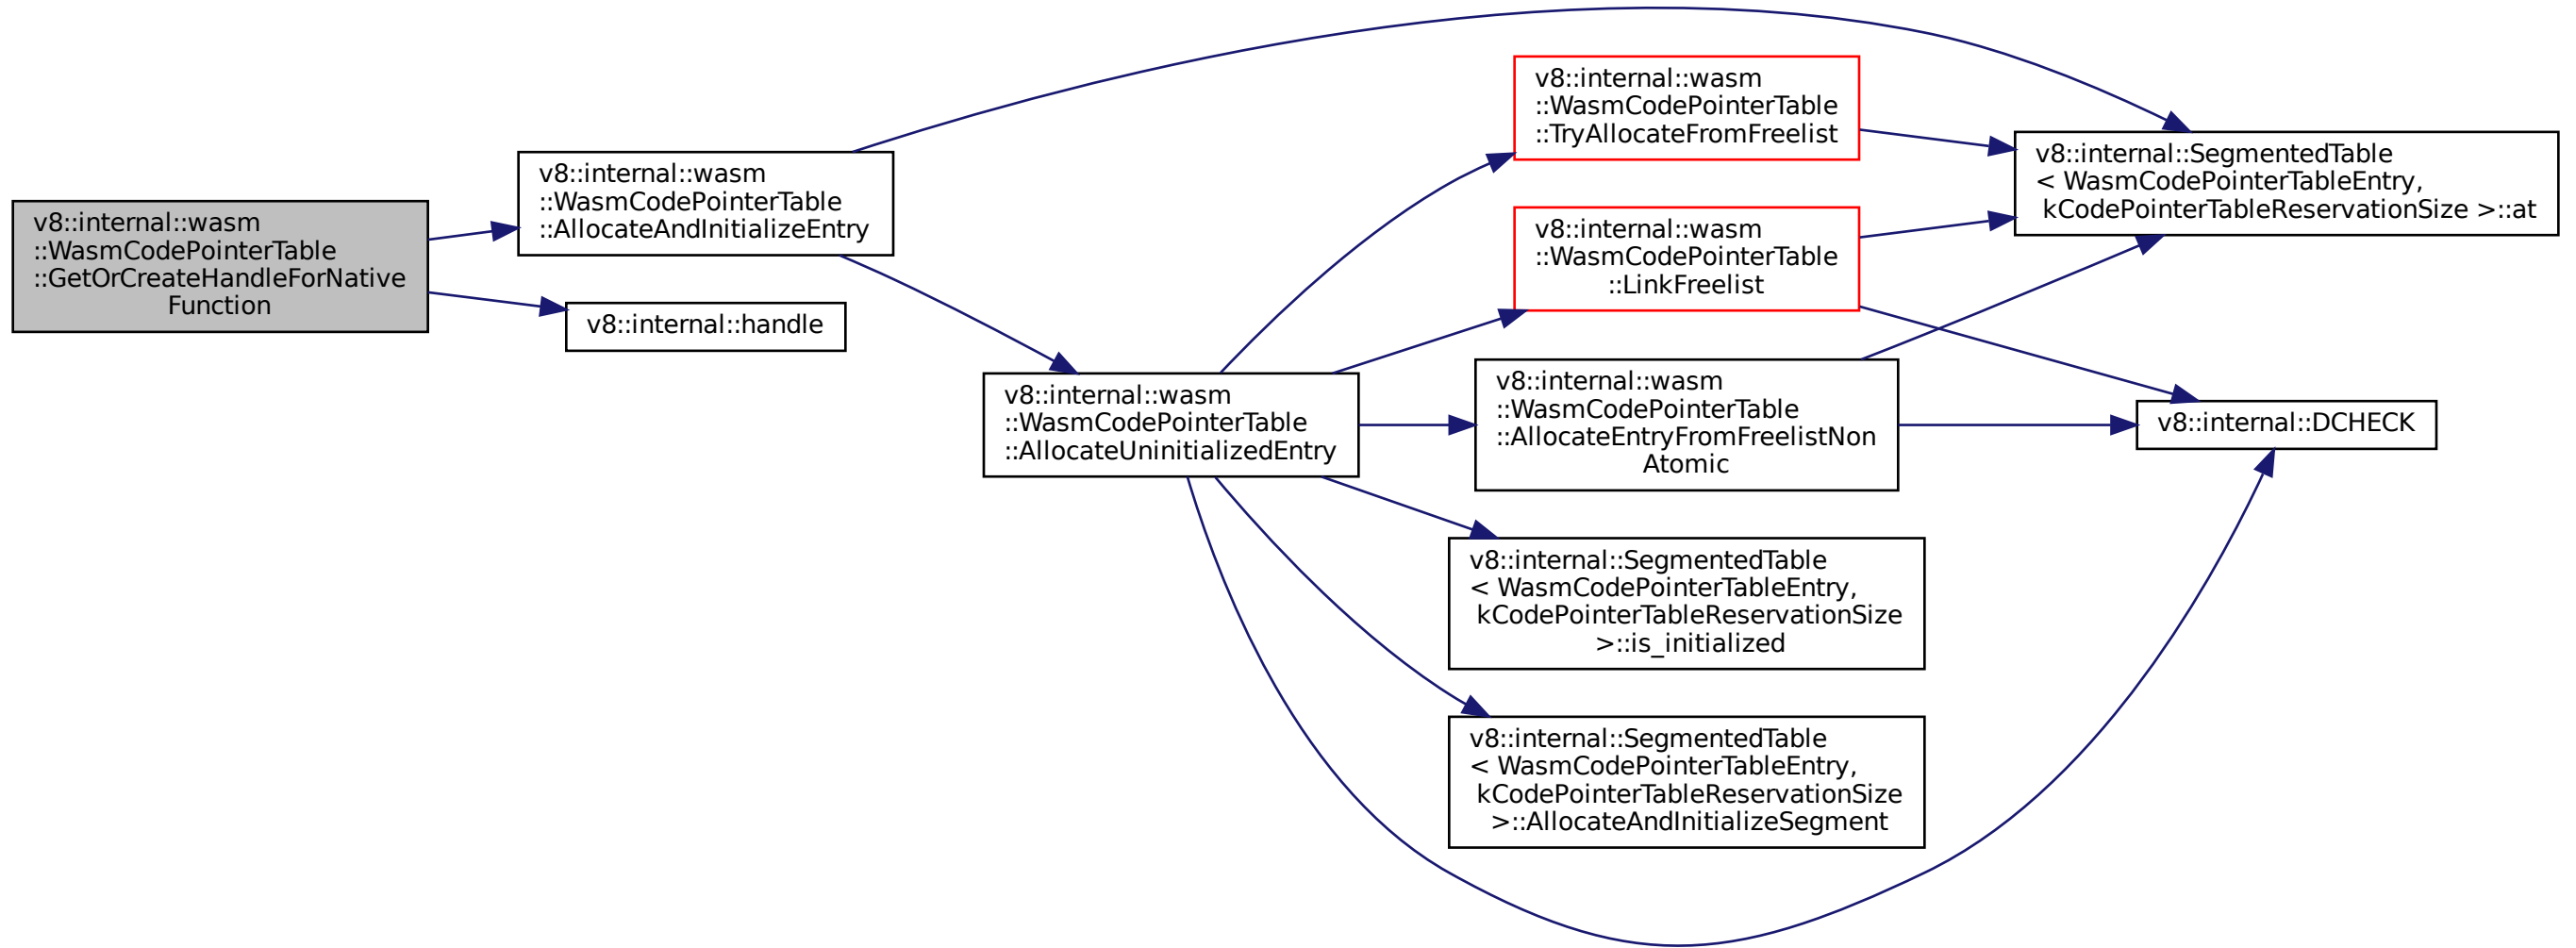 v8::internal::wasm
::WasmCodePointerTable
::GetOrCreateHandleForNative
Function
v8::internal::wasm
::WasmCodePointerTable
::AllocateAndInitializeEntry
v8::internal::handle
v8::internal::wasm
::WasmCodePointerTable
::AllocateUninitializedEntry
v8::internal::wasm
::WasmCodePointerTable
::TryAllocateFromFreelist
v8::internal::wasm
::WasmCodePointerTable
::LinkFreelist
v8::internal::wasm
::WasmCodePointerTable
::AllocateEntryFromFreelistNon
Atomic
v8::internal::SegmentedTable
< WasmCodePointerTableEntry,
kCodePointerTableReservationSize
>::is_initialized
v8::internal::SegmentedTable
< WasmCodePointerTableEntry,
kCodePointerTableReservationSize
>::AllocateAndInitializeSegment
v8::internal::SegmentedTable
< WasmCodePointerTableEntry,
kCodePointerTableReservationSize >::at
v8::internal::DCHECK